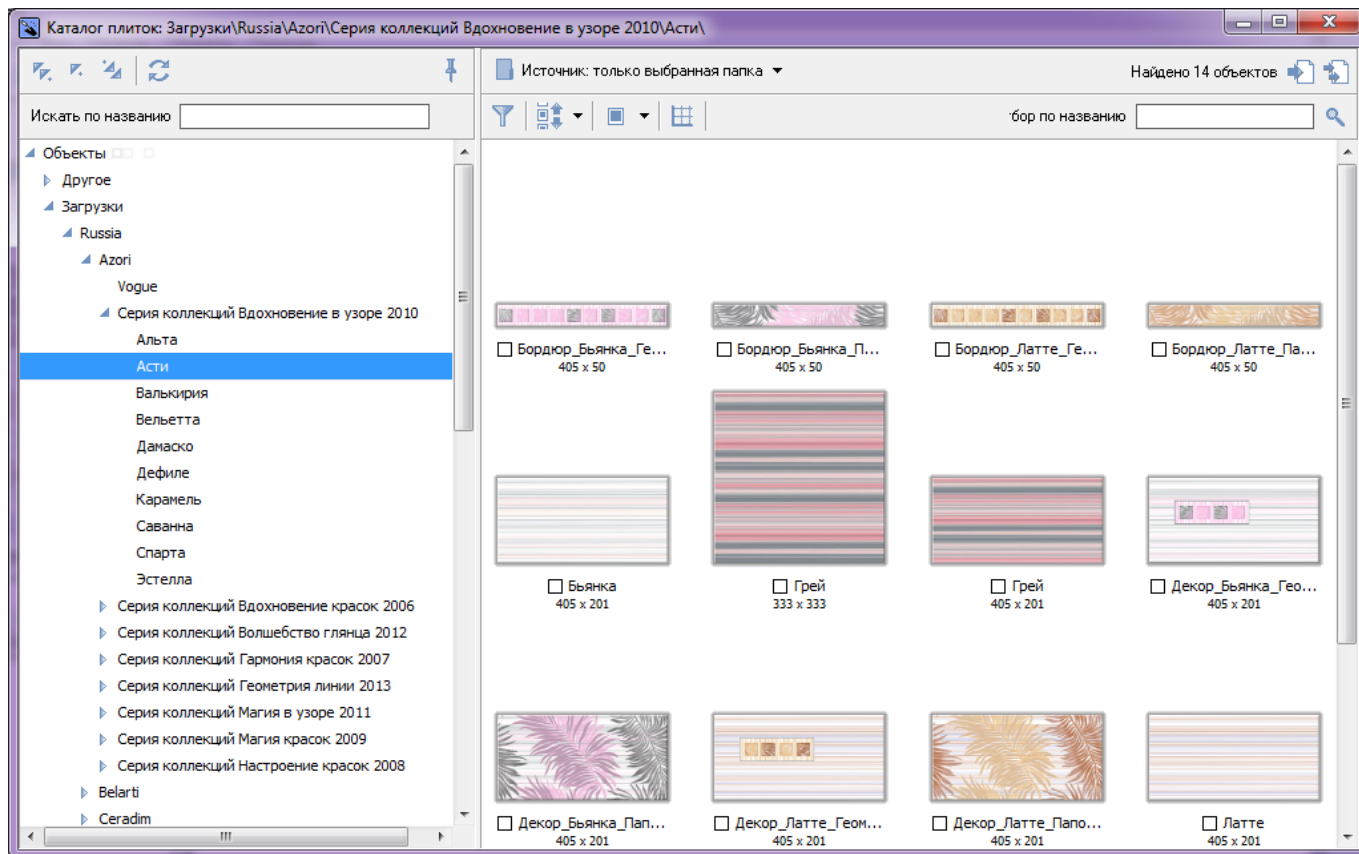 Каталог плиток: Загрузки\Russia\Azori\Серия коллекций Вдохновение в узоре 2010\Асти\
Искать по названию
Объекты
Другое
Загрузки
Russia
Azori
Vogue
Серия коллекций Вдохновение в узоре 2010
Альта
Асти
Валькирия
Вельетта
Дамаско
Дефиле
Карамель
Саванна
Спарта
Эстелла
Серия коллекций Вдохновение красок 2006
Серия коллекций Волшебство глянца 2012
Серия коллекций Гармония красок 2007
Серия коллекций Геометрия линии 2013
Серия коллекций Магия в узоре 2011
Серия коллекций Магия красок 2009
Серия коллекций Настроение красок 2008
Belarti
Ceradim
Источник: только выбранная папка
Найдено 14 объектов
бор по названию
Бордюр_Бьянка_Ге... Бордюр_Бьянка_П... Бордюр_Латте_Ге... Бордюр_Латте_Па...
405 x 50 405 x 50 405 x 50 405 x 50
Бьянка Грей Грей Декор_Бьянка_Гео...
405 x 201 333 x 333 405 x 201 405 x 201
Декор_Бьянка_Пап... Декор_Латте_Геом... Декор_Латте_Папо... Латте
405 x 201 405 x 201 405 x 201 405 x 201